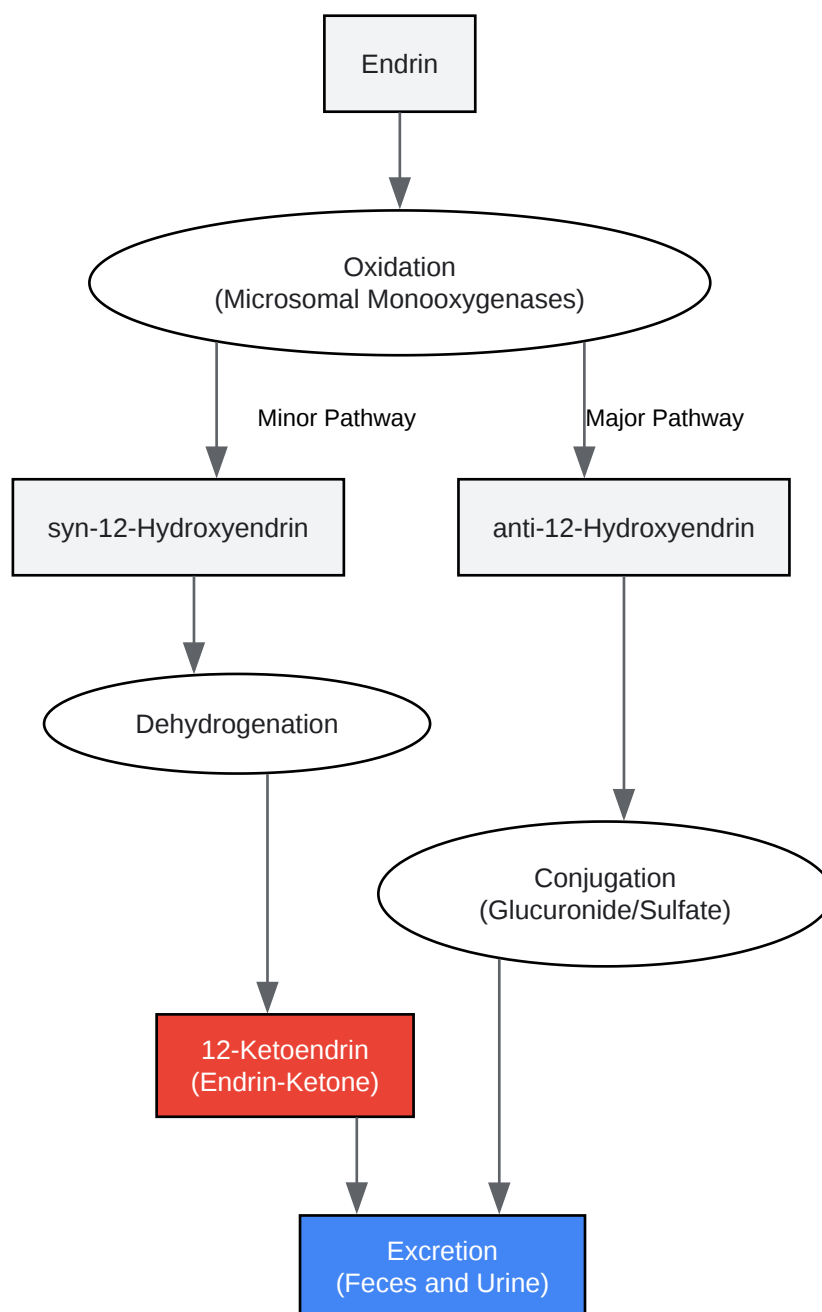 Endrin
Oxidation
(Microsomal Monooxygenases)
Minor Pathway
Major Pathway
syn-12-Hydroxyendrin
anti-12-Hydroxyendrin
Dehydrogenation
Conjugation
(Glucuronide/Sulfate)
12-Ketoendrin
(Endrin-Ketone)
Excretion
(Feces and Urine)